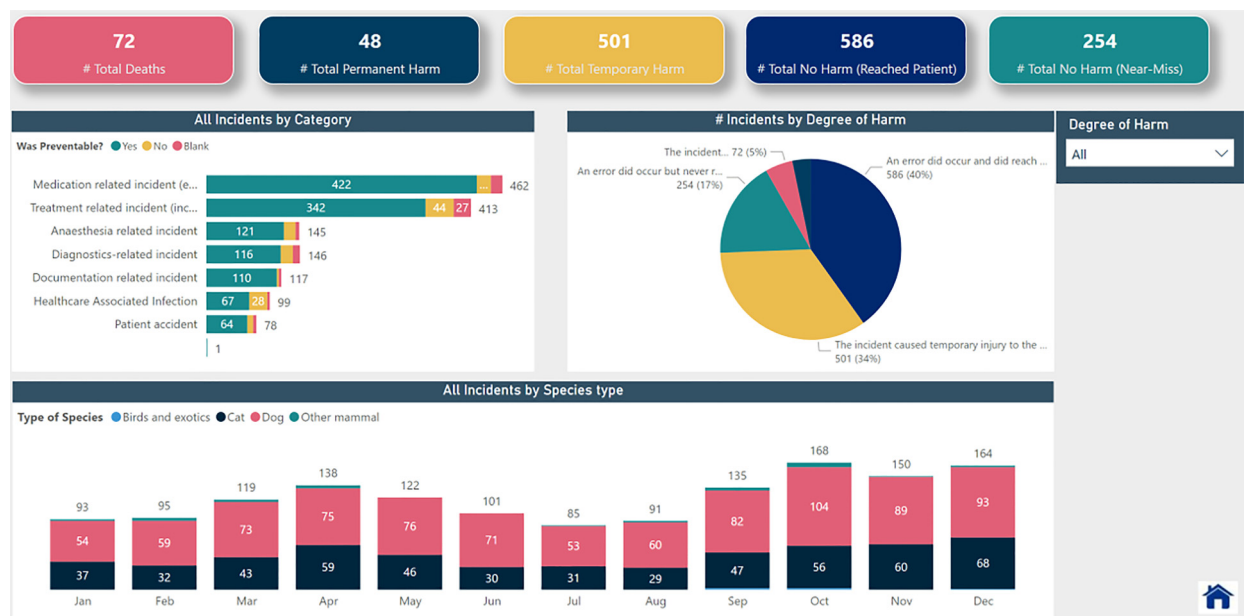 72
# Total Deaths
48
# Total Permanent Harm
501
# Total Temporary Harm
586
# Total No Harm (Reached Patient)
254
# Total No Harm (Near-Miss)
All Incidents by Category
Was Preventable? Yes No Blank
Medication related incident (e... 422 ... 462
Treatment related incident (inc... 342 44 27 413
Anaesthesia related incident 121 145
Diagnostics-related incident 116 146
Documentation related incident 110 117
Healthcare Associated Infection 67 28 99
Patient accident 64 78
1
# Incidents by Degree of Harm
The incident... 72 (5%)
An error did occur but never r...
254 (17%)
An error did occur and did reach ...
586 (40%)
The incident caused temporary injury to the ...
501 (34%)
Degree of Harm
All
All Incidents by Species type
Type of Species Birds and exotics Cat Dog Other mammal
93 95 119 138 122 101 85 91 135 168 150 164
54 59 73 75 76 71 53 60 82 104 89 93
37 32 43 59 46 30 31 29 47 56 60 68
Jan Feb Mar Apr May Jun Jul Aug Sep Oct Nov Dec